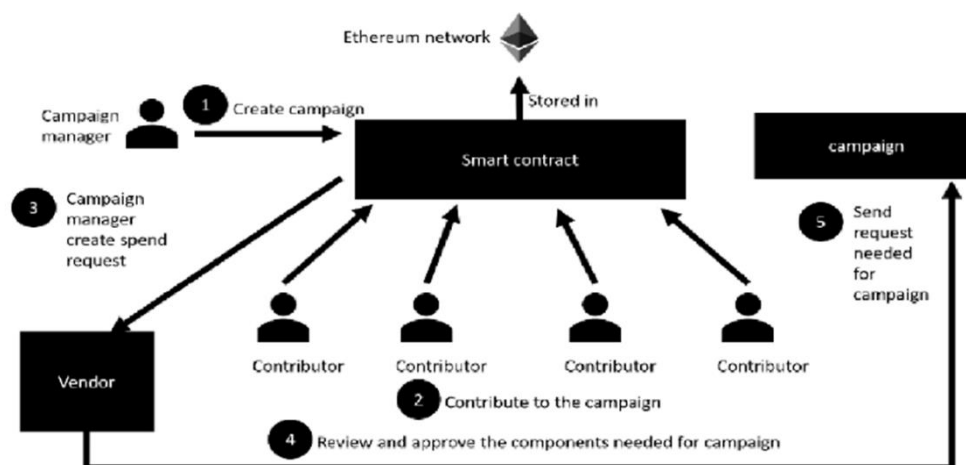 Ethereum network
Stored in
Campaign
manager
1
Create campaign
Smart contract
campaign
3
Campaign
manager
create spend
request
5
Send
request
needed
for
campaign
Contributor
Contributor
Contributor
Contributor
Vendor
2
Contribute to the campaign
4
Review and approve the components needed for campaign